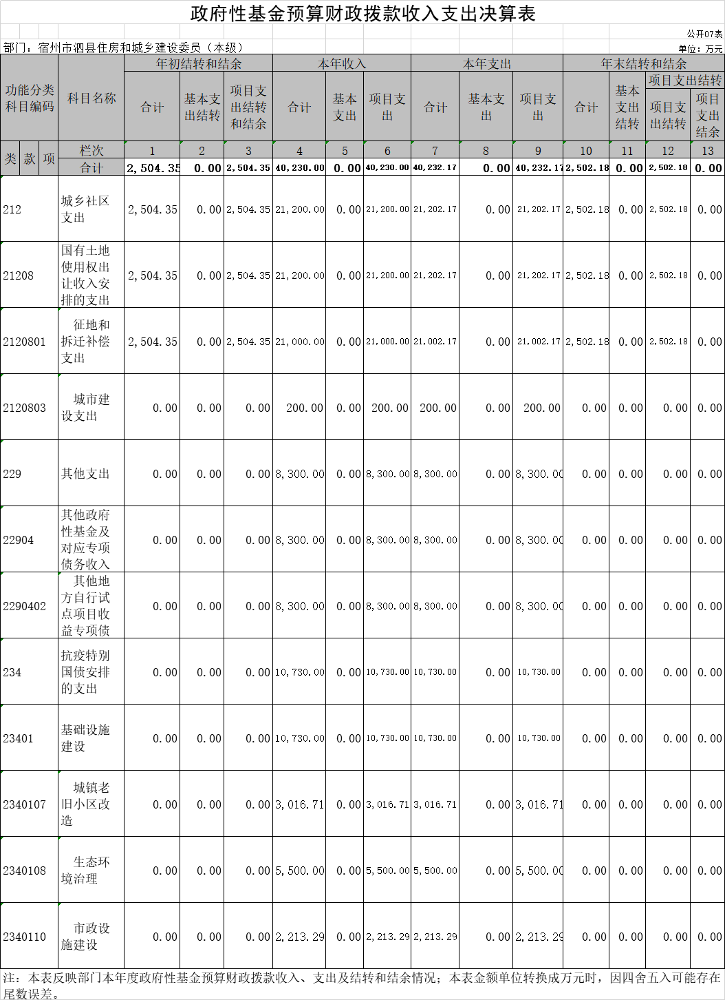 政府性基金预算财政拨款收入支出决算表
公开07表
部门：宿州市泗县住房和城乡建设委员（本级）
单位：万元
功能分类科目编码 科目名称 年初结转和结余 本年收入 本年支出 年末结转和结余
合计 基本支出结转 项目支出结转和结余 合计 基本支出 项目支出 合计 基本支出 项目支出 合计 基本支出结转 项目支出结转
项目支出结转 项目支出结余
类 款 项 栏次 1 2 3 4 5 6 7 8 9 10 11 12 13
合计 2,504.35 0.00 2,504.35 40,230.00 0.00 40,230.00 40,232.17 0.00 40,232.17 2,502.18 0.00 2,502.18 0.00
212 城乡社区支出 2,504.35 0.00 2,504.35 21,200.00 0.00 21,200.00 21,202.17 0.00 21,202.17 2,502.18 0.00 2,502.18 0.00
21208 国有土地使用权出让收入安排的支出 2,504.35 0.00 2,504.35 21,200.00 0.00 21,200.00 21,202.17 0.00 21,202.17 2,502.18 0.00 2,502.18 0.00
2120801 征地和拆迁补偿支出 2,504.35 0.00 2,504.35 21,000.00 0.00 21,000.00 21,002.17 0.00 21,002.17 2,502.18 0.00 2,502.18 0.00
2120803 城市建设支出 0.00 0.00 0.00 200.00 0.00 200.00 200.00 0.00 200.00 0.00 0.00 0.00 0.00
229 其他支出 0.00 0.00 0.00 8,300.00 0.00 8,300.00 8,300.00 0.00 8,300.00 0.00 0.00 0.00 0.00
22904 其他政府性基金及对应专项债务收入 0.00 0.00 0.00 8,300.00 0.00 8,300.00 8,300.00 0.00 8,300.00 0.00 0.00 0.00 0.00
2290402 其他地方自行试点项目收益专项债 0.00 0.00 0.00 8,300.00 0.00 8,300.00 8,300.00 0.00 8,300.00 0.00 0.00 0.00 0.00
234 抗疫特别国债安排的支出 0.00 0.00 0.00 10,730.00 0.00 10,730.00 10,730.00 0.00 10,730.00 0.00 0.00 0.00 0.00
23401 基础设施建设 0.00 0.00 0.00 10,730.00 0.00 10,730.00 10,730.00 0.00 10,730.00 0.00 0.00 0.00 0.00
2340107 城镇老旧小区改造 0.00 0.00 0.00 3,016.71 0.00 3,016.71 3,016.71 0.00 3,016.71 0.00 0.00 0.00 0.00
2340108 生态环境治理 0.00 0.00 0.00 5,500.00 0.00 5,500.00 5,500.00 0.00 5,500.00 0.00 0.00 0.00 0.00
2340110 市政设施建设 0.00 0.00 0.00 2,213.29 0.00 2,213.29 2,213.29 0.00 2,213.29 0.00 0.00 0.00 0.00
注：本表反映部门本年度政府性基金预算财政拨款收入、支出及结转和结余情况；本表金额单位转换成万元时，因四舍五入可能存在
尾数误差。